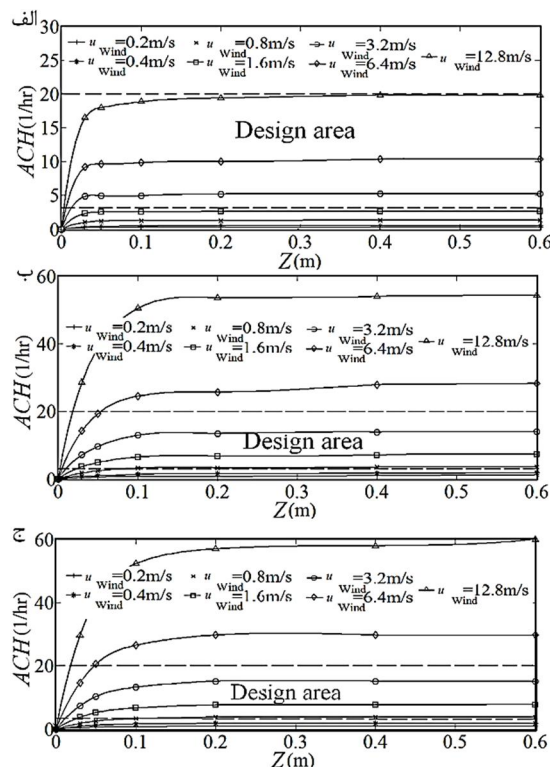 الف
30
u Wind=0.2m/s u Wind=0.8m/s u Wind=3.2m/s u Wind=12.8m/s
u Wind=0.4m/s u Wind=1.6m/s u Wind=6.4m/s
25
20
Design area
15
10
5
0
ACH(1/hr)
0 0.1 0.2 0.3 0.4 0.5 0.6
Z(m)
60
u Wind=0.2m/s u Wind=0.8m/s u Wind=3.2m/s u Wind=12.8m/s
u Wind=0.4m/s u Wind=1.6m/s u Wind=6.4m/s
40
20
Design area
0
ACH(1/hr)
0 0.1 0.2 0.3 0.4 0.5 0.6
Z(m)
60
u Wind=0.2m/s u Wind=0.8m/s u Wind=3.2m/s u Wind=12.8m/s
u Wind=0.4m/s u Wind=1.6m/s u Wind=6.4m/s
40
20
Design area
0
ACH(1/hr)
0 0.1 0.2 0.3 0.4 0.5 0.6
Z(m)